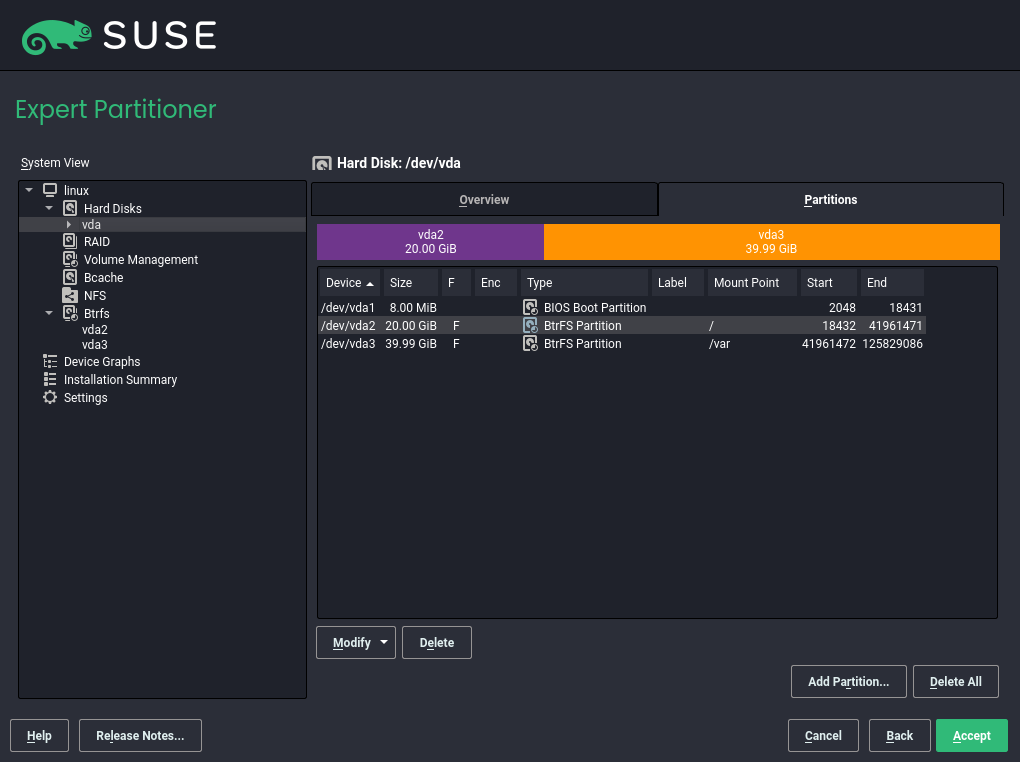 SUSE
Expert Partitioner
System View
linux
Hard Disks
vda
RAID
Volume Management
Bcache
NFS
Btrfs
vda2
vda3
Device Graphs
Installation Summary
Settings
Hard Disk: /dev/vda
Overview Partitions
vda2 vda3
20.00 GiB 39.99 GiB
Device Size F Enc Type Label Mount Point Start End
/dev/vda1 8.00 MiB BIOS Boot Partition 2048 18431
/dev/vda2 20.00 GiB F BtrFS Partition / 18432 41961471
/dev/vda3 39.99 GiB F BtrFS Partition /var 41961472 125829086
Modify Delete
Add Partition... Delete All
Help Release Notes... Cancel Back Accept